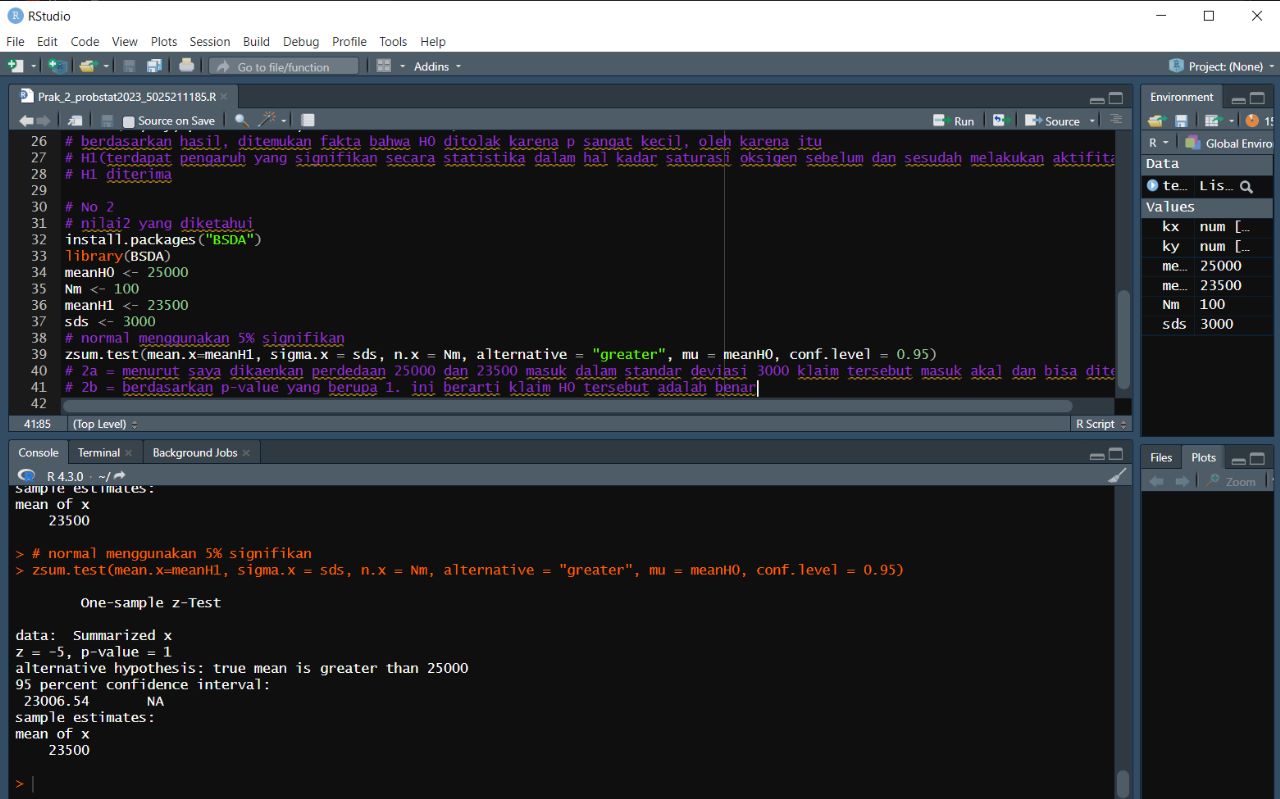 RStudio
File Edit Code View Plots Session Build Debug Profile Tools Help
Go to file/function Addins Project: (None)
Prak_2_probstat2023_5025211185.R
Source on Save Run Source
26 # berdasarkan hasil, ditemukan fakta bahwa H0 ditolak karena p sangat kecil, oleh karena itu
27 # H1(terdapat pengaruh yang signifikan secara statistika dalam hal kadar saturasi oksigen sebelum dan sesudah melakukan aktifita
28 # H1 diterima
29
30 # No 2
31 # nilai2 yang diketahui
32 install.packages("BSDA")
33 library(BSDA)
34 meanH0 <- 25000
35 Nm <- 100
36 meanH1 <- 23500
37 sds <- 3000
38 # normal menggunakan 5% signifikan
39 zsum.test(mean.x=meanH1, sigma.x = sds, n.x = Nm, alternative = "greater", mu = meanH0, conf.level = 0.95)
40 # 2a = menurut saya dikaenkan perdedaan 25000 dan 23500 masuk dalam standar deviasi 3000 klaim tersebut masuk akal dan bisa dite
41 # 2b = berdasarkan p-value yang berupa 1. ini berarti klaim H0 tersebut adalah benar
42
41:85 (Top Level) R Script
Console Terminal Background Jobs
R 4.3.0 · ~/
sample estimates:
mean of x
23500
> # normal menggunakan 5% signifikan
> zsum.test(mean.x=meanH1, sigma.x = sds, n.x = Nm, alternative = "greater", mu = meanH0, conf.level = 0.95)
One-sample z-Test
data: Summarized x
z = -5, p-value = 1
alternative hypothesis: true mean is greater than 25000
95 percent confidence interval:
23006.54 NA
sample estimates:
mean of x
23500
>
Environment
15
R Global Enviro
Data
te… Lis…
Values
kx num […
ky num […
me… 25000
me… 23500
Nm 100
sds 3000
Files Plots
Zoom